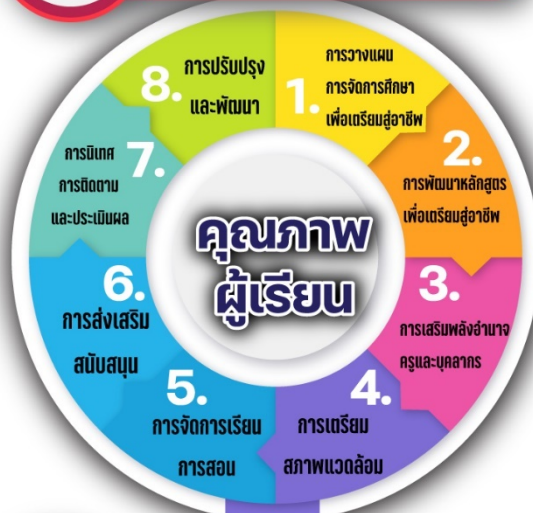 1.
การวางแผน
การจัดการศึกษา
เพื่อเตรียมสู่อาชีพ
2.
การพัฒนาหลักสูตร
เพื่อเตรียมสู่อาชีพ
3.
การเสริมพลังอำนาจ
ครูและบุคลากร
4.
การเตรียม
สภาพแวดล้อม
5.
การจัดการเรียน
การสอน
6.
การส่งเสริม
สนับสนุน
7.
การนิเทศ
การติดตาม
และประเมินผล
8.
การปรับปรุง
และพัฒนา
คุณภาพ
ผู้เรียน